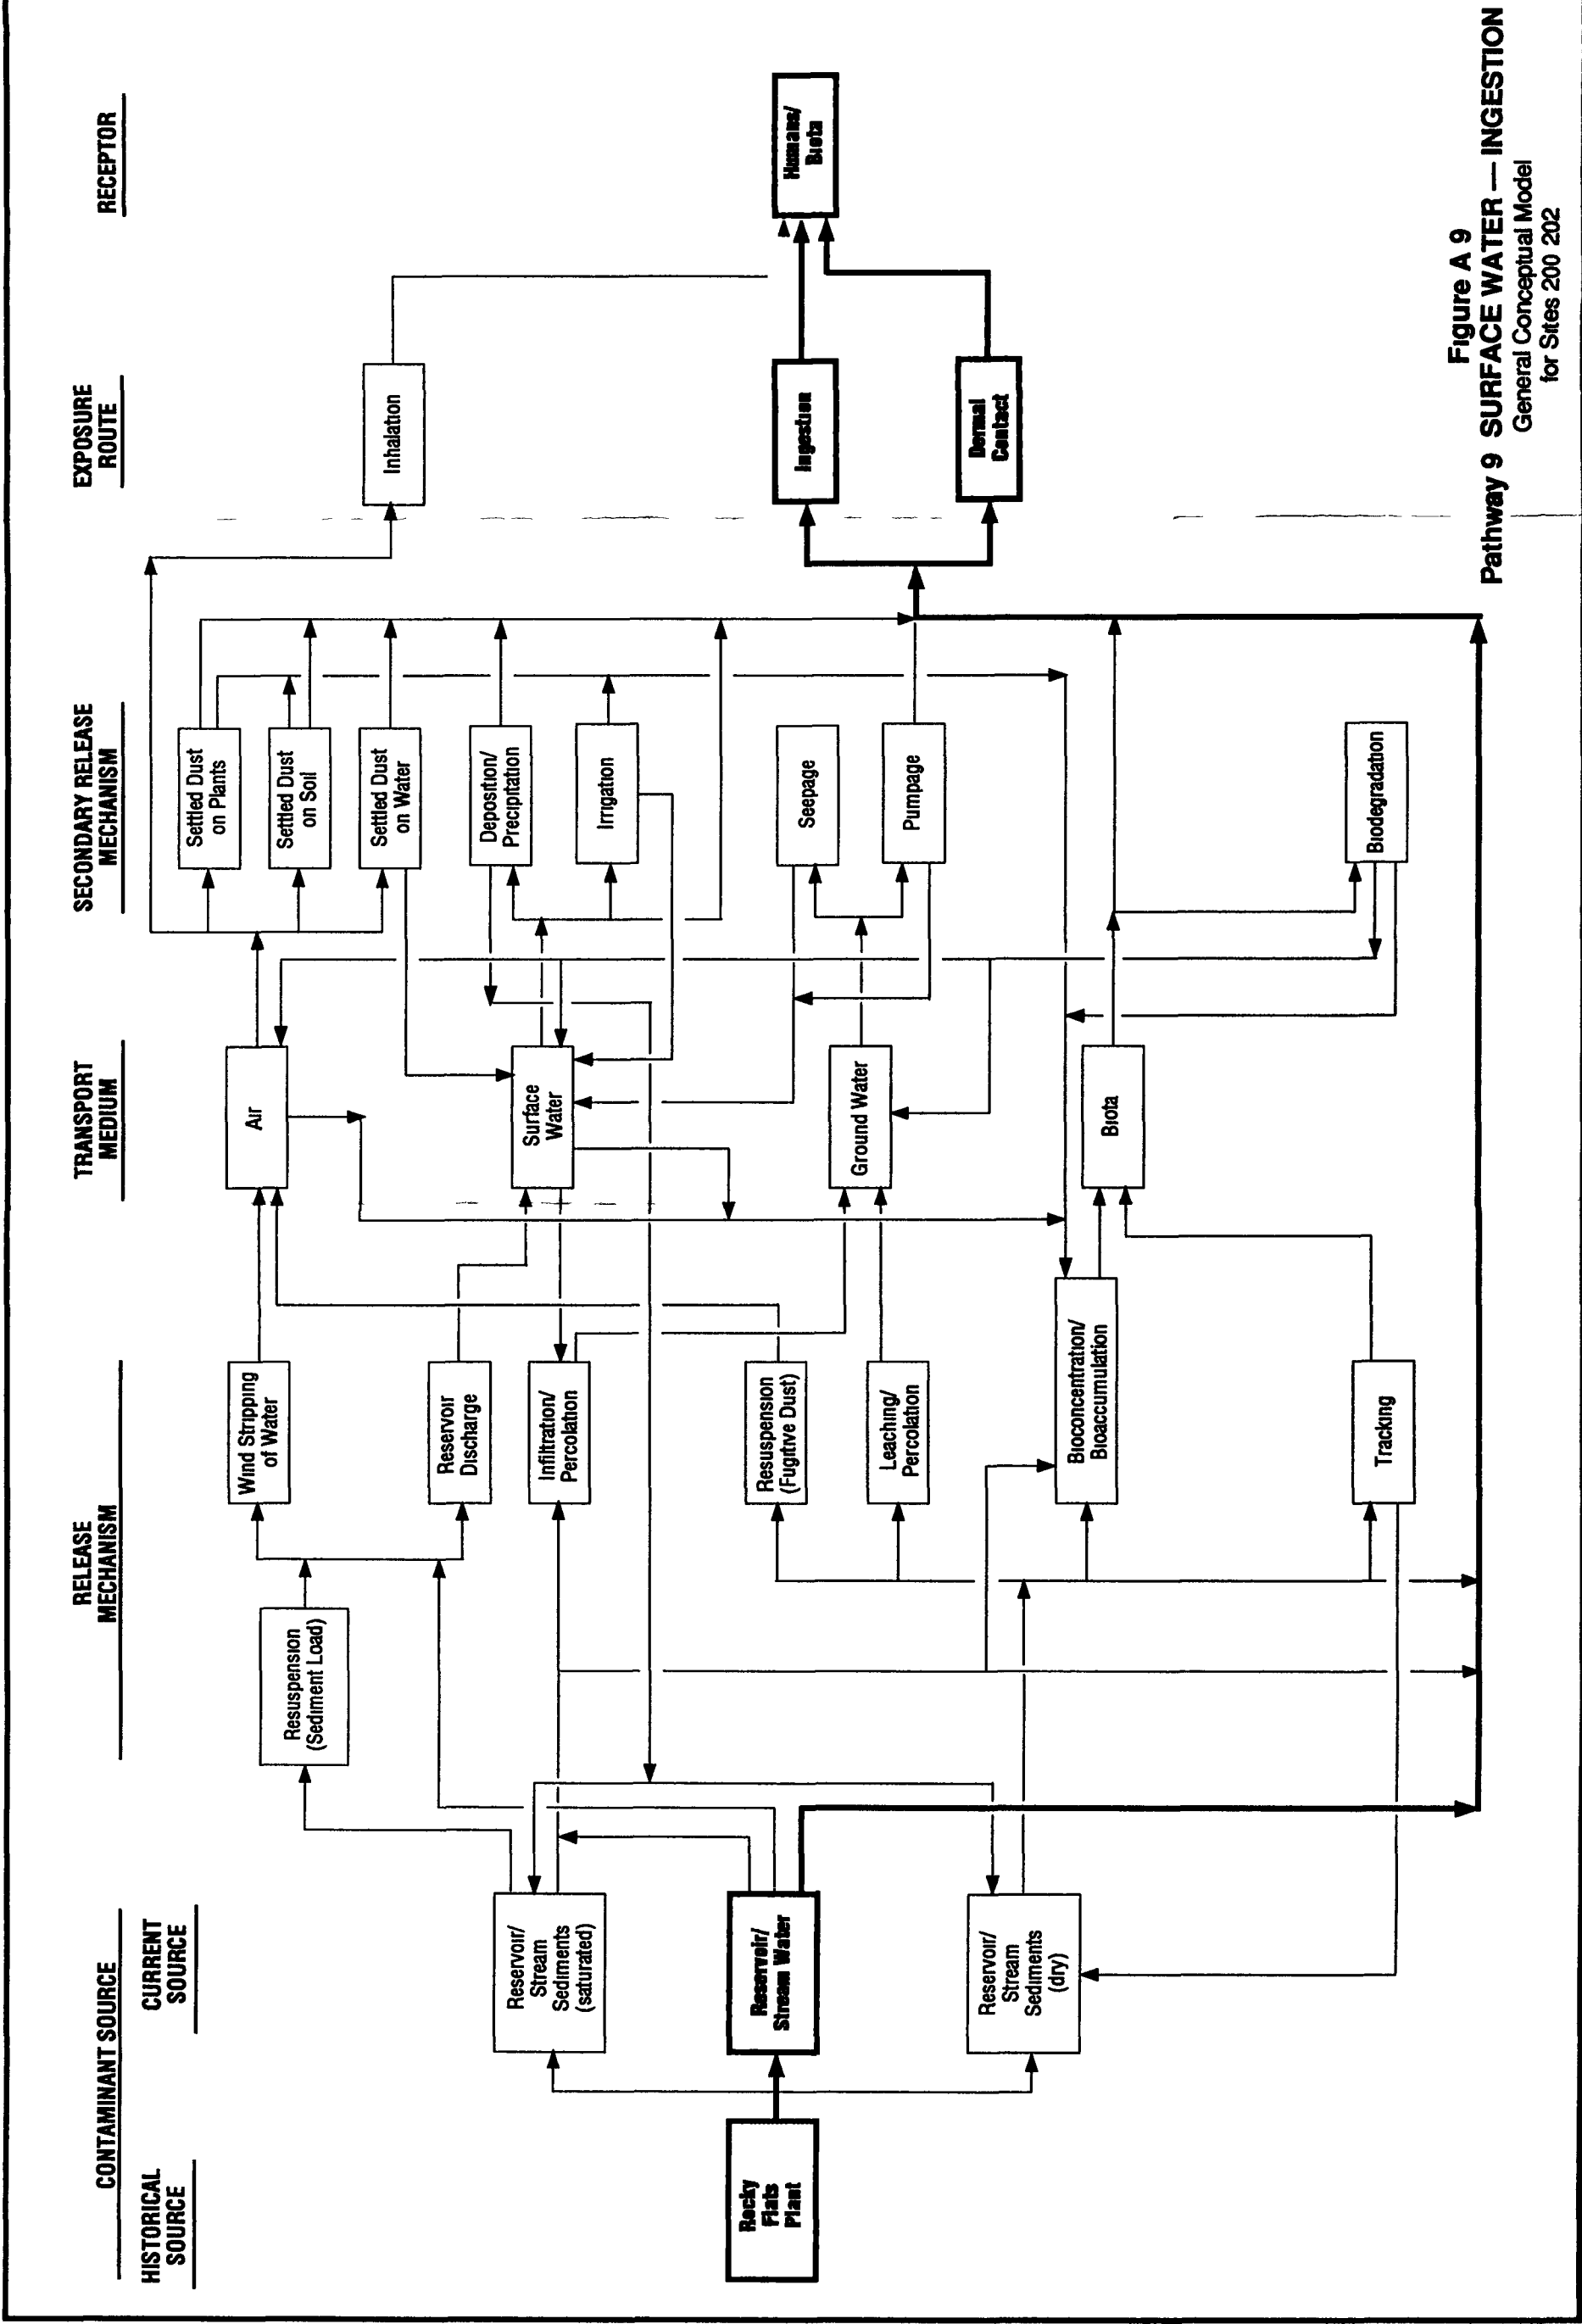 CONTAMINANT SOURCE
HISTORICAL
SOURCE
CURRENT
SOURCE
RELEASE
MECHANISM
TRANSPORT
MEDIUM
SECONDARY RELEASE
MECHANISM
EXPOSURE
ROUTE
RECEPTOR
Rocky
Flats
Plant
Reservoir/
Stream
Sediments
(saturated)
Reservoir/
Stream Water
Reservoir/
Stream
Sediments
(dry)
Resuspension
(Sediment Load)
Wind Stripping
of Water
Reservoir
Discharge
Infiltration/
Percolation
Resuspension
(Fugitive Dust)
Leaching/
Percolation
Bioconcentration/
Bioaccumulation
Tracking
Air
Surface
Water
Ground Water
Biota
Settled Dust
on Plants
Settled Dust
on Soil
Settled Dust
on Water
Deposition/
Precipitation
Irrigation
Seepage
Pumpage
Biodegradation
Inhalation
Ingestion
Dermal
Contact
Humans/
Biota
Figure A 9
Pathway 9 SURFACE WATER — INGESTION
General Conceptual Model
for Sites 200 202